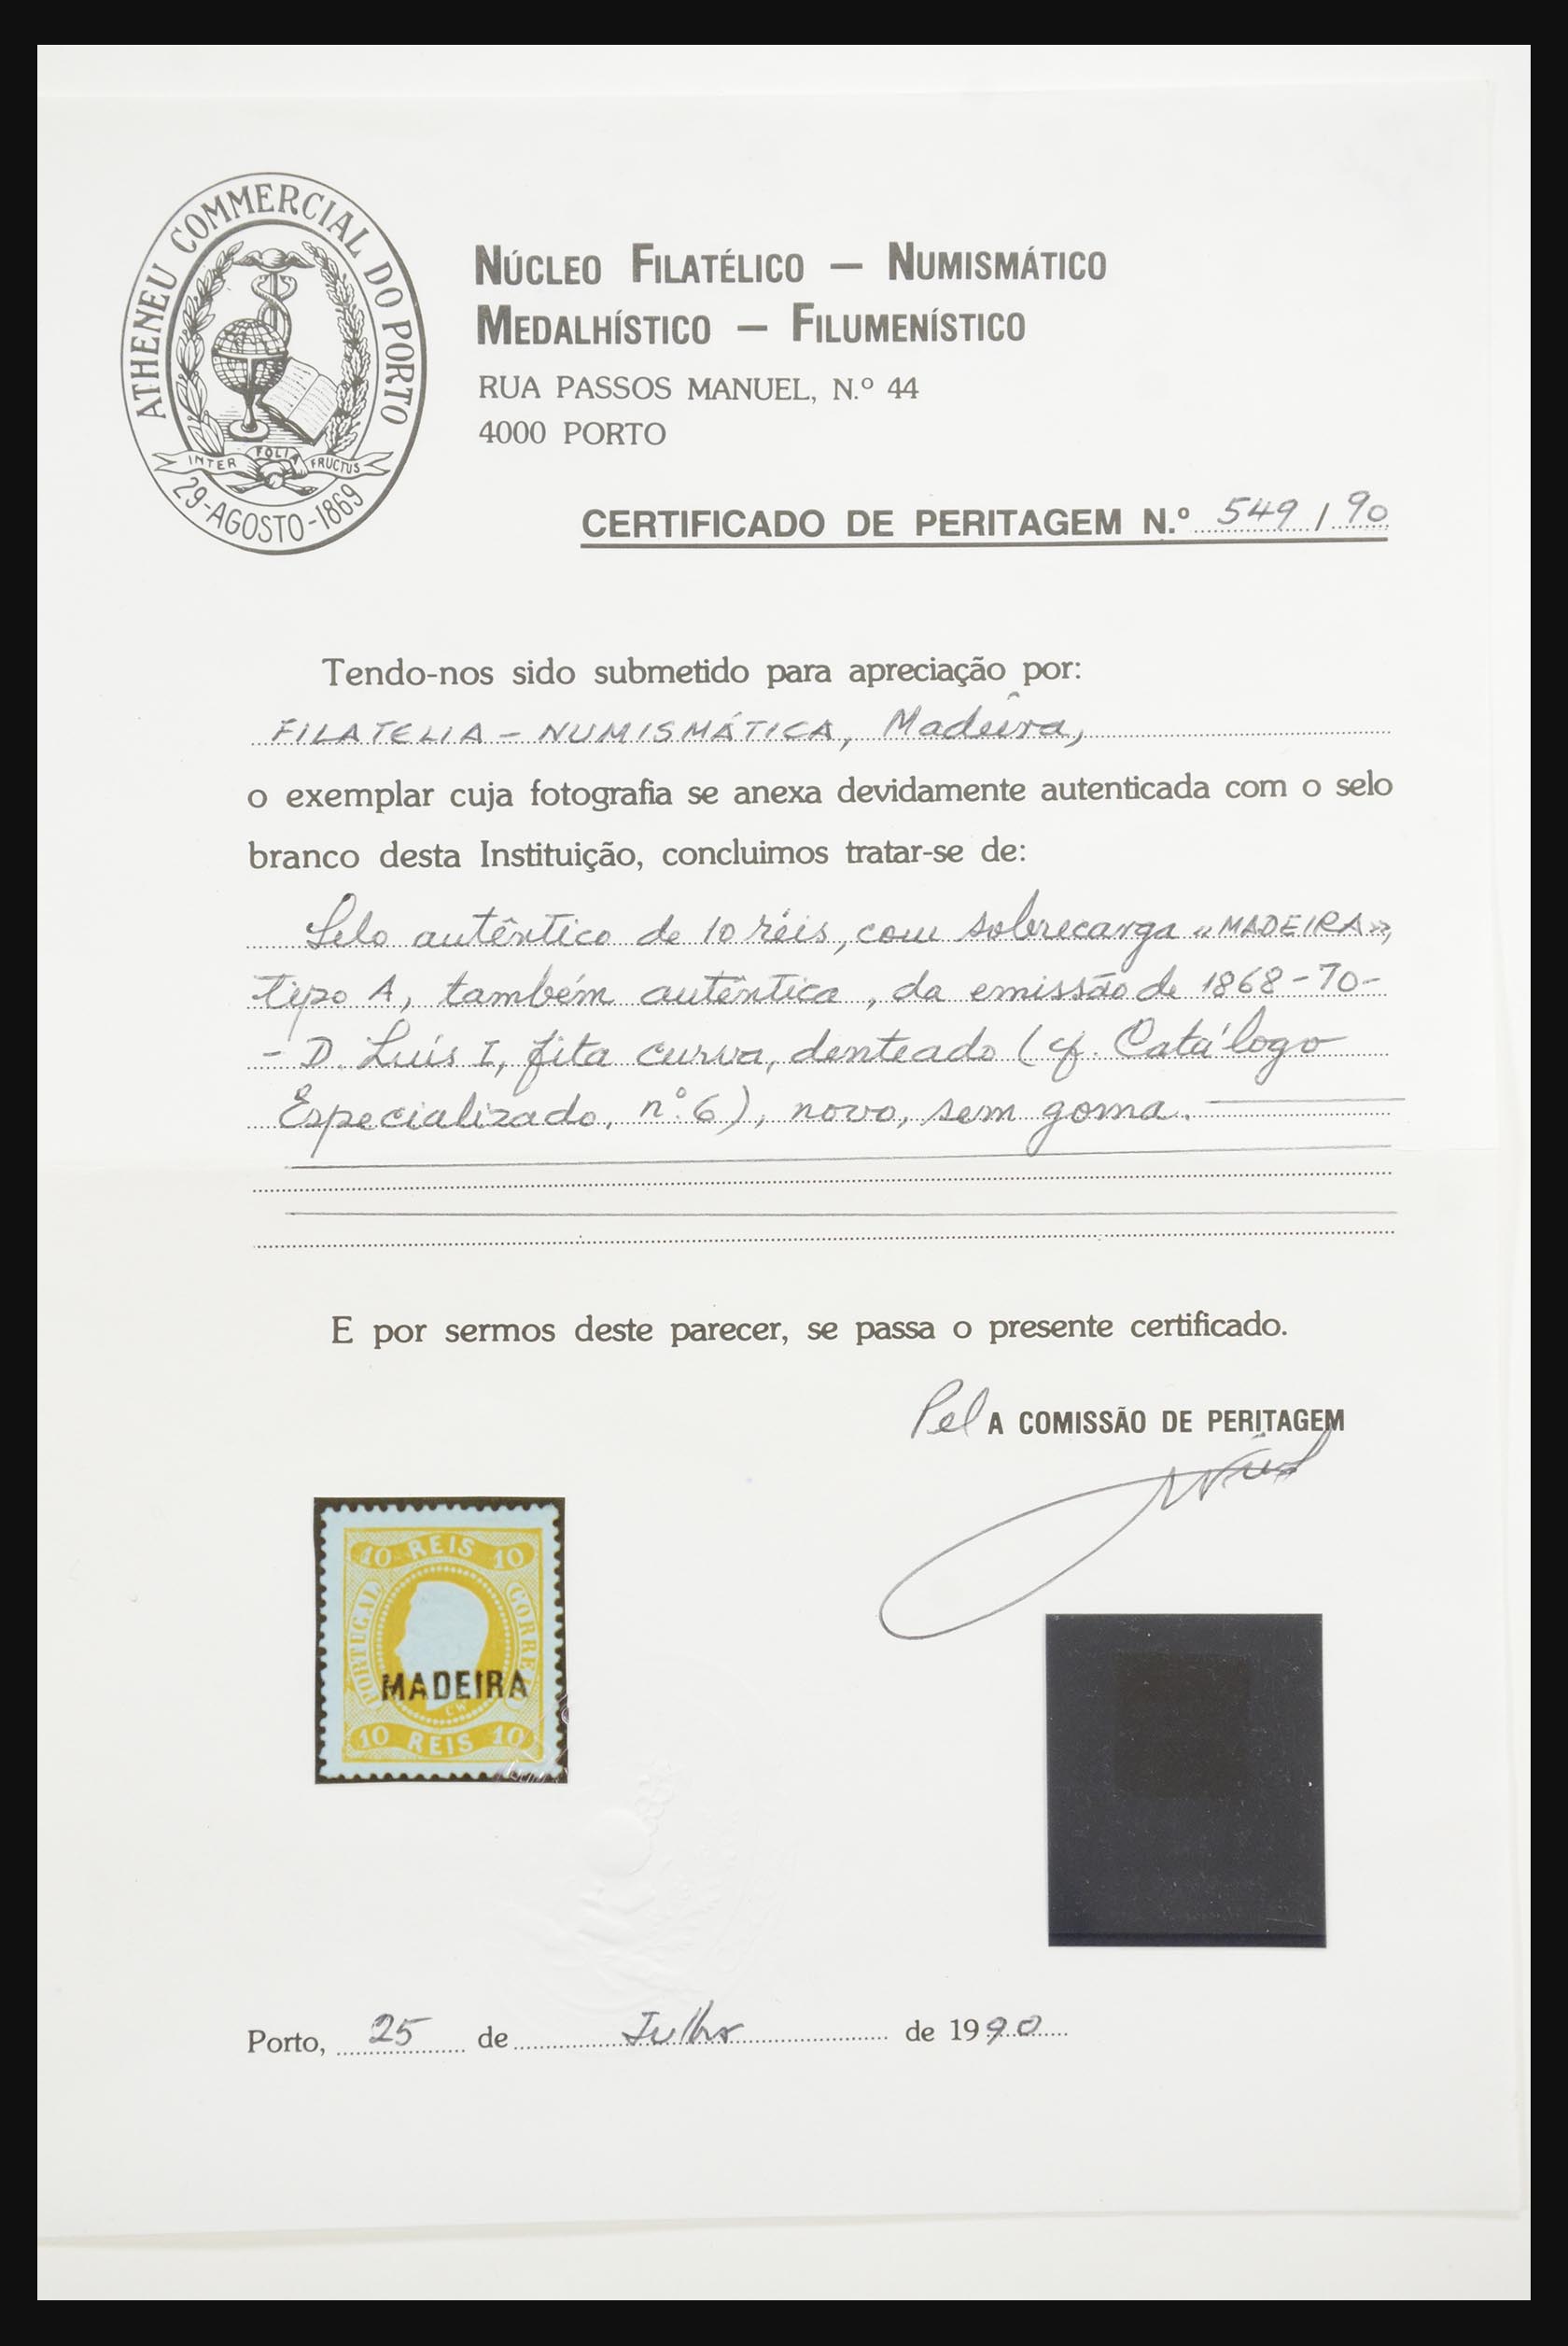 ATHENEU COMMERCIAL DO PORTO
INTER FOLIA FRUCTUS
29-AGOSTO-1869
NÚCLEO FILATÉLICO — NUMISMÁTICO
MEDALHÍSTICO — FILUMENÍSTICO
RUA PASSOS MANUEL, N.º 44
4000 PORTO
CERTIFICADO DE PERITAGEM N.º 549 / 90
Tendo-nos sido submetido para apreciação por:
FILATELIA - NUMISMÁTICA, Madeira,
o exemplar cuja fotografia se anexa devidamente autenticada com o selo
branco desta Instituição, concluimos tratar-se de:
Selo autêntico de 10 réis, com sobrecarga «MADEIRA»,
tipo A, também autêntica, da emissão de 1868-70-
- D. Luís I, fita curva, denteado (cf. Catálogo
Especializado, nº 6), novo, sem goma.
E por sermos deste parecer, se passa o presente certificado.
Pel A COMISSÃO DE PERITAGEM
10 REIS 10
PORTUGAL
CORREIO
MADEIRA
C.W.
10 REIS 10
Porto, 25 de Julho de 1990